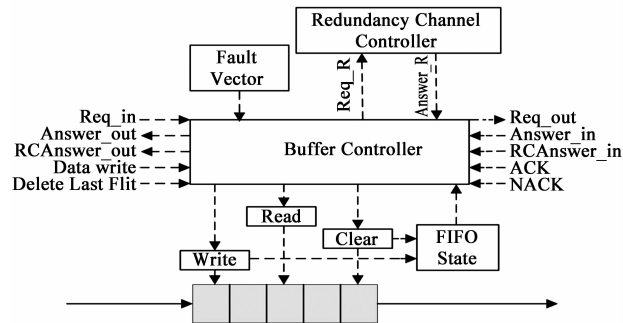 Redundancy Channel
Controller
Fault
Vector
Req_R
Answer_R
Req_in
Answer_out
RCAnswer_out
Data write
Delete Last Flit
Buffer Controller
Req_out
Answer_in
RCAnswer_in
ACK
NACK
Read
Clear
Write
FIFO
State